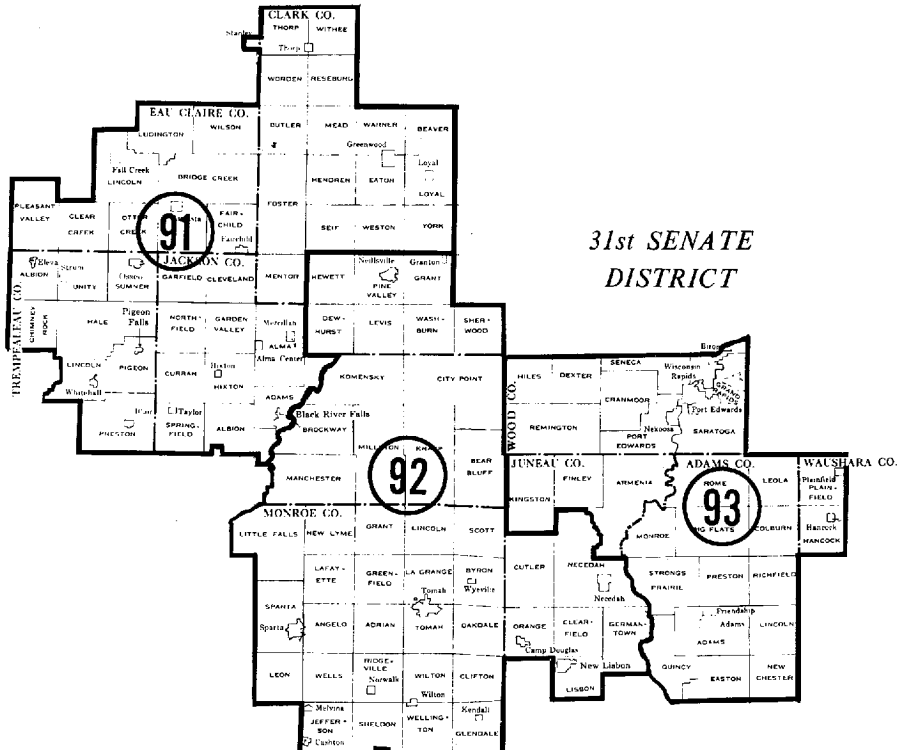 CLARK CO.
THORP WITHEE
Stanley
Thorp
WORDEN RESEBURG
EAU CLAIRE CO.
LUDINGTON WILSON BUTLER MEAD WARNER BEAVER
Greenwood
Fall Creek
LINCOLN BRIDGE CREEK HENDREN EATON Loyal
LOYAL
PLEASANT VALLEY
CLEAR CREEK
OTTER CREEK
91
FAIR-CHILD
Fairchild
FOSTER
SEIF WESTON YORK
31st SENATE
DISTRICT
JACKSON CO.
Eleva
ALBION Strum
UNITY
Osseo
SUMNER
GARFIELD CLEVELAND MENTOR HEWETT
Neillsville
PINE VALLEY
Granton
GRANT
TREMPEALEAU CO.
CHIMNEY ROCK
HALE
Pigeon Falls
NORTH-FIELD
GARDEN VALLEY
Merrillan
ALMA
Alma Center
DEW-HURST
LEVIS
WASH-BURN
SHER-WOOD
LINCOLN PIGEON
Whitehall
CURRAN
Hixton
HIXTON
KOMENSKY CITY POINT
WOOD CO.
HILES DEXTER
SENECA
Biron
Wisconsin Rapids
GRAND RAPIDS
CRANMOOR
Port Edwards
Blair
PRESTON
Taylor
SPRING-FIELD
ALBION
ADAMS
Black River Falls
BROCKWAY
REMINGTON
Nekoosa
PORT EDWARDS
SARATOGA
MILLSTON KNAPP
92
BEAR BLUFF
MANCHESTER
JUNEAU CO.
KINGSTON
FINLEY
ARMENIA
ADAMS CO.
ROME LEOLA
93
WAUSHARA CO.
Plainfield
PLAIN-FIELD
Hancock
HANCOCK
MONROE CO.
LITTLE FALLS NEW LYME GRANT LINCOLN SCOTT
MONROE BIG FLATS COLBURN
LAFAY-ETTE
GREEN-FIELD
LA GRANGE
Tomah
BYRON
Wyeville
CUTLER NECEDAH
Necedah
STRONGS PRAIRIE
PRESTON RICHFIELD
SPARTA
Sparta
ANGELO ADRIAN TOMAH OAKDALE
ORANGE
Camp Douglas
CLEAR-FIELD
GERMAN-TOWN
Friendship
Adams
ADAMS
LINCOLN
LEON WELLS
RIDGE-VILLE
Norwalk
WILTON
Wilton
CLIFTON
New Lisbon
LISBON
QUINCY EASTON
NEW CHESTER
Melvina
JEFFER-SON
Cashton
SHELDON
WELLING-TON
Kendall
GLENDALE